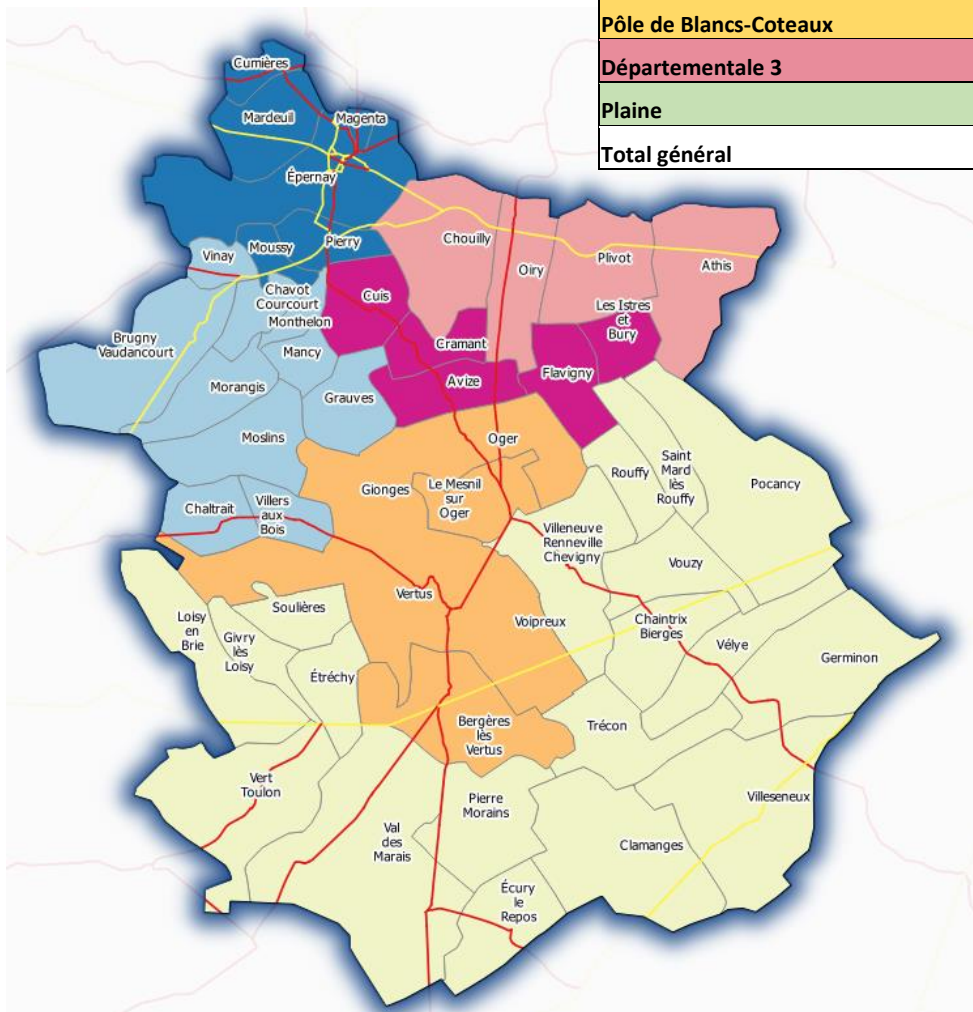 Pôle de Blancs-Coteaux
Départementale 3
Plaine
Total général
Cumières
Mardeuil
Magenta
Épernay
Vinay
Moussy
Pierry
Chouilly
Oiry
Plivot
Athis
Chavot
Courcourt
Monthelon
Cuis
Les Istres
et
Bury
Brugny
Vaudancourt
Mancy
Cramant
Morangis
Grauves
Avize
Flavigny
Moslins
Oger
Gionges
Le Mesnil
sur
Oger
Rouffy
Saint
Mard
lès
Rouffy
Pocancy
Chaltrait
Villers
aux
Bois
Villeneuve
Renneville
Chevigny
Vouzy
Vertus
Soulières
Loisy
en
Brie
Givry
lès
Loisy
Voipreux
Chaintrix
Bierges
Vélye
Germinon
Étréchy
Bergères
lès
Vertus
Trécon
Vert
Toulon
Pierre
Morains
Villeseneux
Val
des
Marais
Clamanges
Écury
le
Repos